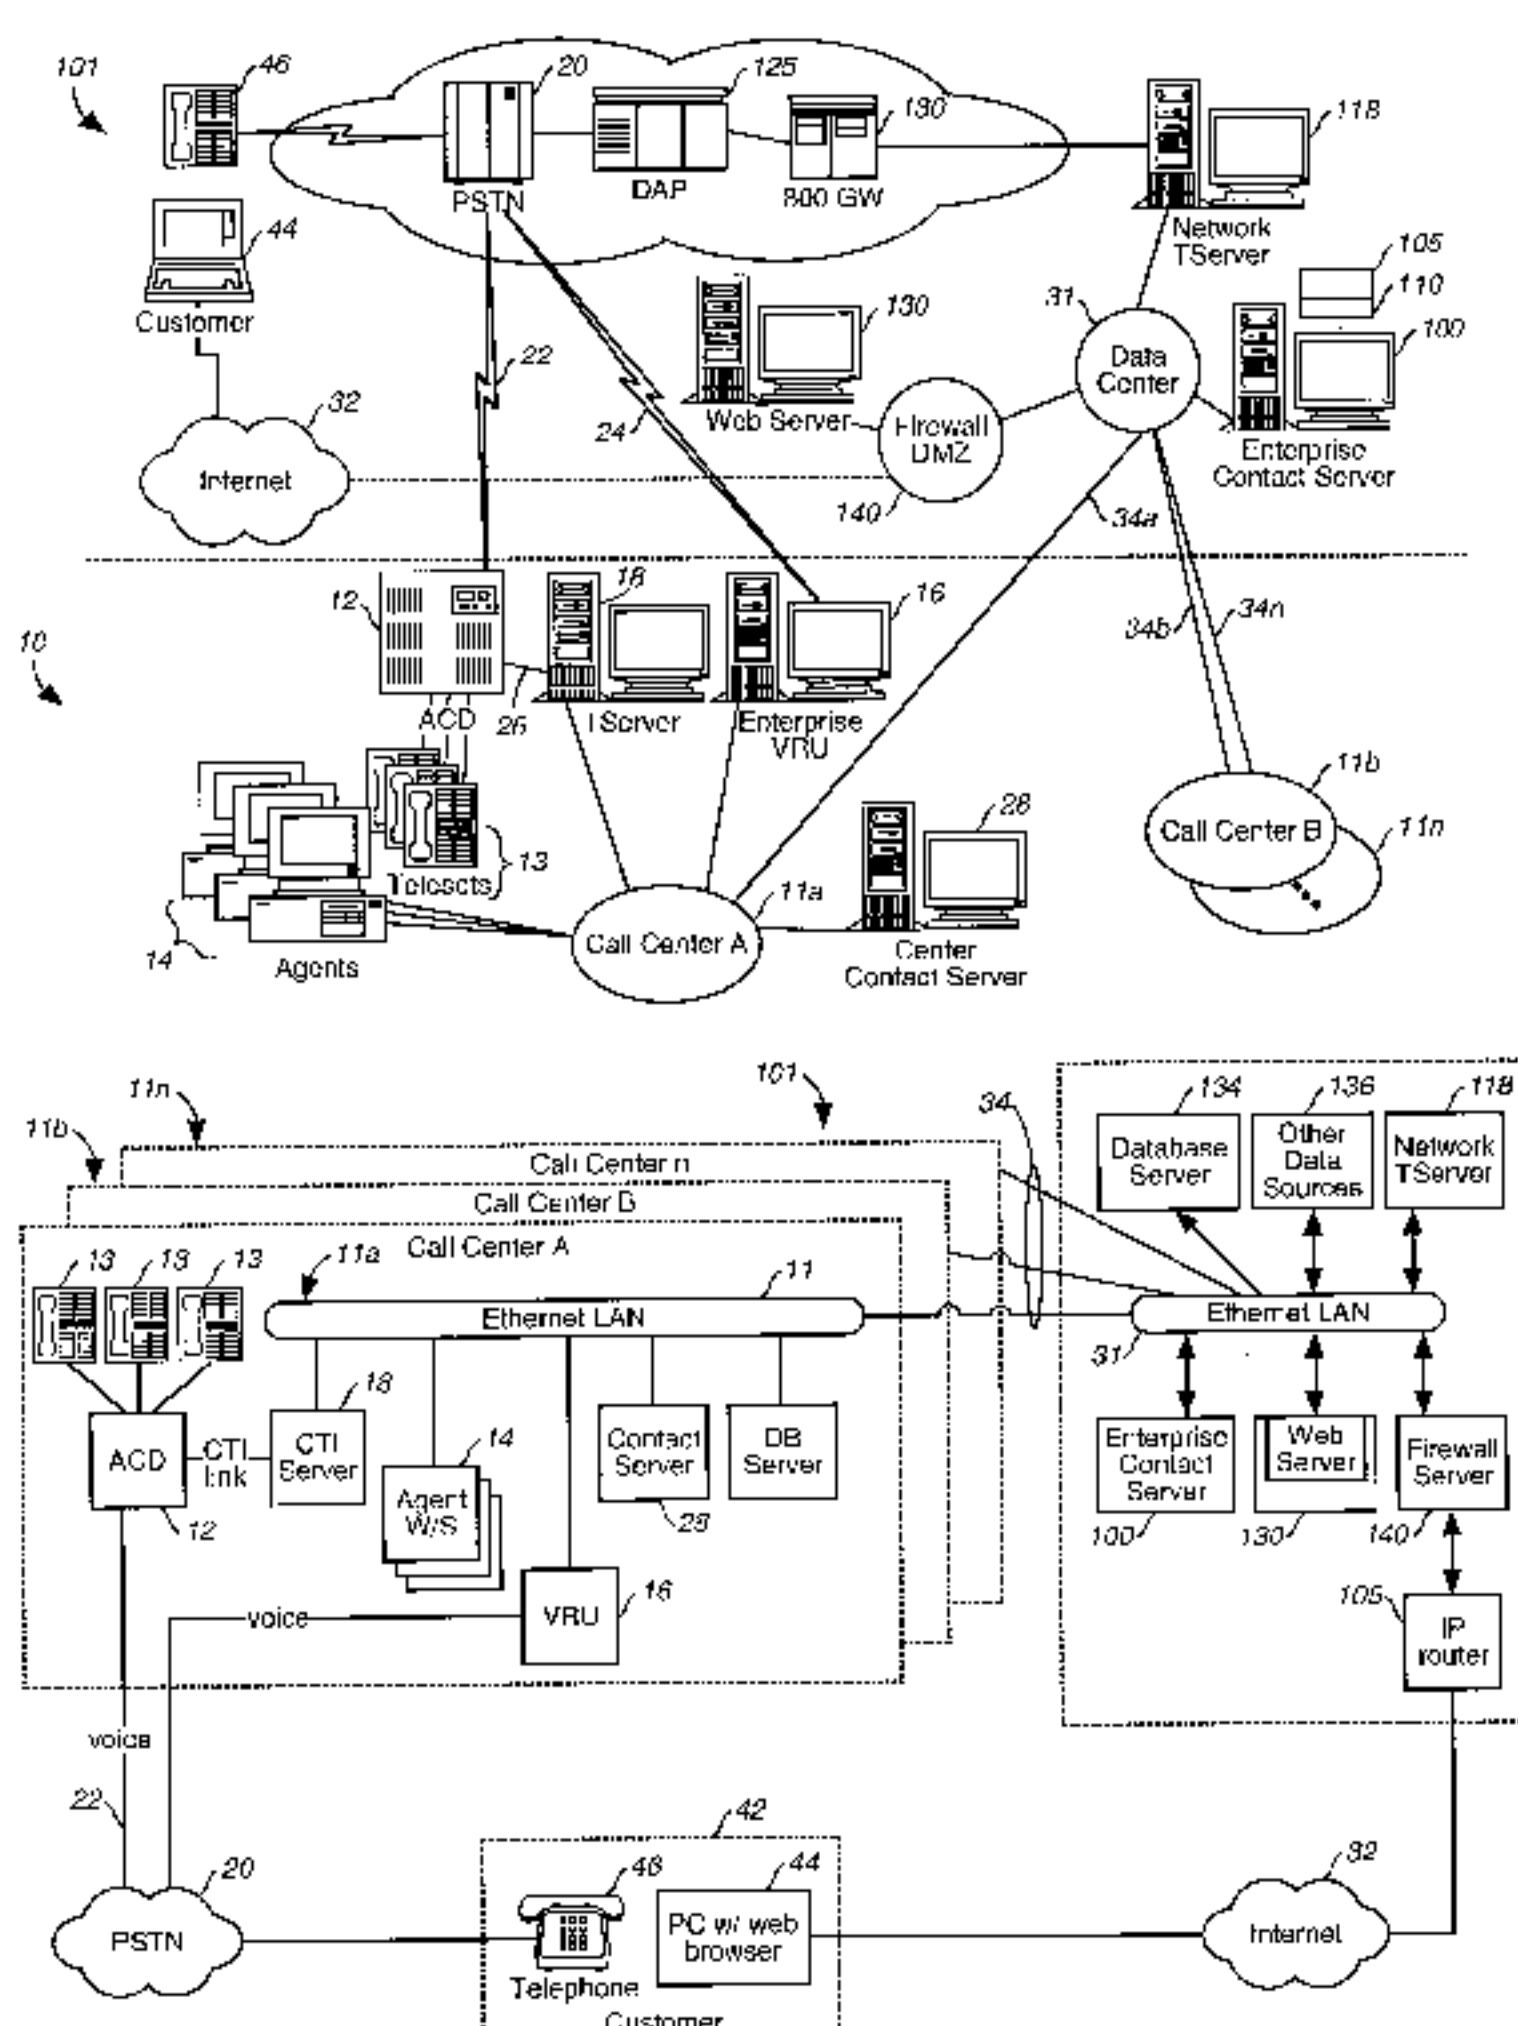 101
46
20
125
130
118
PSTN
DAP
800 GW
Network
TServer
44
Customer
105
110
100
31
130
Data
Center
22
32
24
Web Server
Firewall
DMZ
Enterprise
Contact Server
Internet
140
34a
12
18
16
34b
34n
10
ACD
26
I Server
Enterprise
VRU
11b
Call Center B
11n
28
13
Telesets
11a
14
Agents
Call Center A
Center
Contact Server
11n
101
34
134
136
118
11b
Database
Server
Other
Data
Sources
Network
TServer
Call Center n
Call Center B
Call Center A
13
13
13
11a
11
Ethernet LAN
Ethernet LAN
31
18
ACD
CTI
link
CTI
Server
14
Contact
Server
DB
Server
Enterprise
Contact
Server
Web
Server
Firewall
Server
12
Agent
W/S
28
100
130
140
16
105
voice
VRU
IP
router
voice
22
42
20
46
44
32
PSTN
PC w/ web
browser
Internet
Telephone
Customer